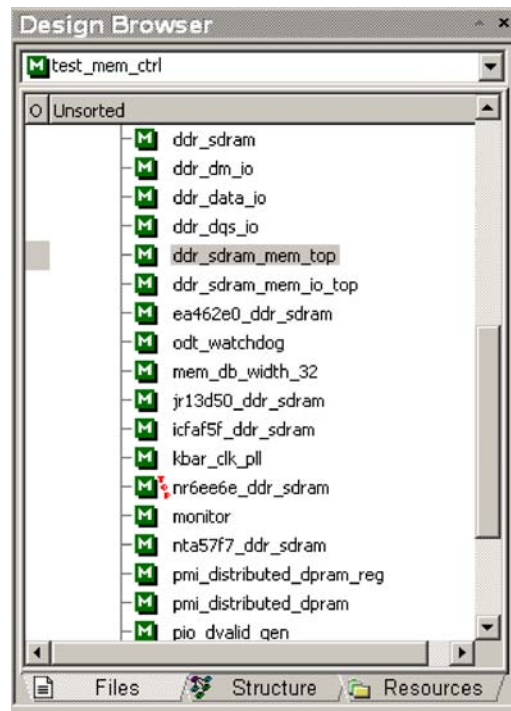 Design Browser
test_mem_ctrl
O Unsorted
ddr_sdram
ddr_dm_io
ddr_data_io
ddr_dqs_io
ddr_sdram_mem_top
ddr_sdram_mem_io_top
ea462e0_ddr_sdram
odt_watchdog
mem_db_width_32
jr13d50_ddr_sdram
icfaf5f_ddr_sdram
kbar_clk_pll
nr6ee6e_ddr_sdram
monitor
nta57f7_ddr_sdram
pmi_distributed_dpram_reg
pmi_distributed_dpram
pio_dvalid_gen
Files Structure Resources